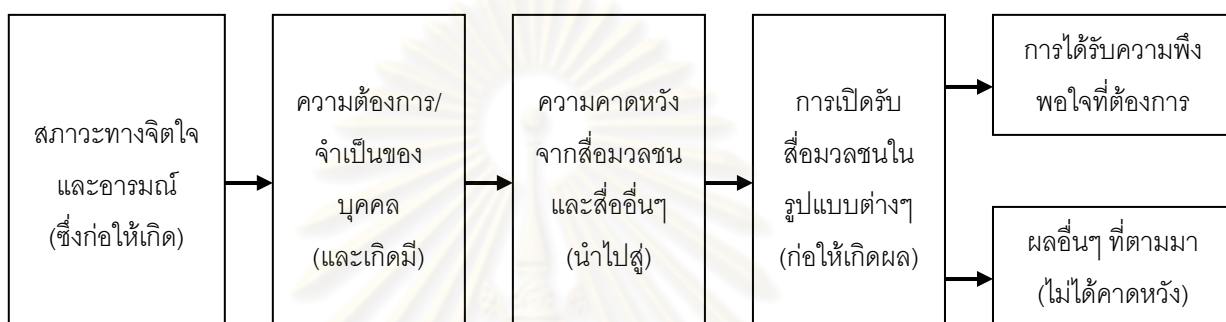 สภาวะทางจิตใจ
และอารมณ์
(ซึ่งก่อให้เกิด)
ความต้องการ/
จำเป็นของ
บุคคล
(และเกิดมี)
ความคาดหวัง
จากสื่อมวลชน
และสื่ออื่นๆ
(นำไปสู่)
การเปิดรับ
สื่อมวลชนใน
รูปแบบต่างๆ
(ก่อให้เกิดผล)
การได้รับความพึง
พอใจที่ต้องการ
ผลอื่นๆ ที่ตามมา
(ไม่ได้คาดหวัง)